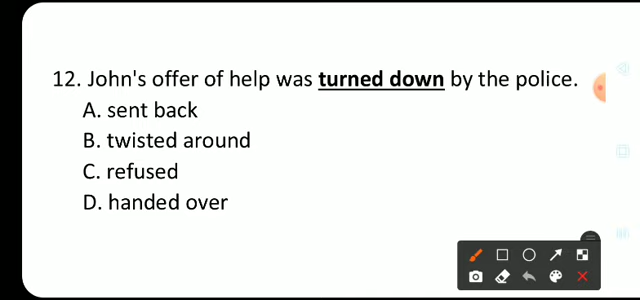 12. John's offer of help was turned down by the police.
A. sent back
B. twisted around
C. refused
D. handed over